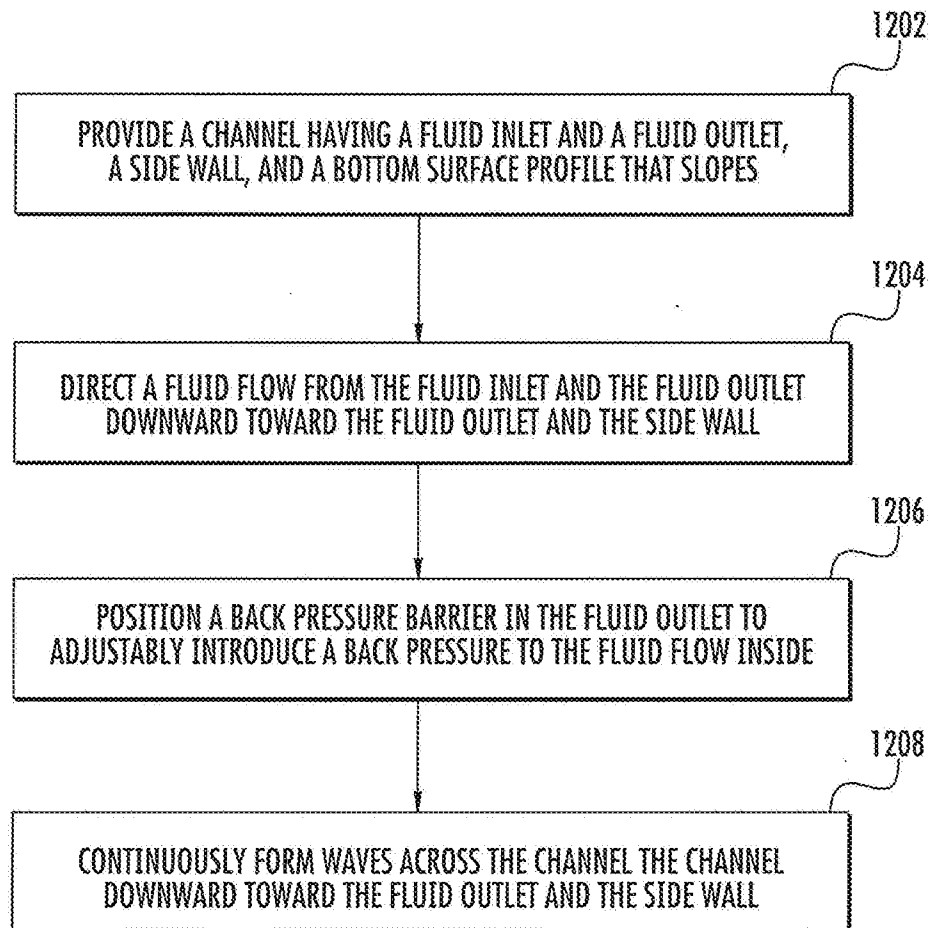 1202
PROVIDE A CHANNEL HAVING A FLUID INLET AND A FLUID OUTLET,
A SIDE WALL, AND A BOTTOM SURFACE PROFILE THAT SLOPES
1204
DIRECT A FLUID FLOW FROM THE FLUID INLET AND THE FLUID OUTLET
DOWNWARD TOWARD THE FLUID OUTLET AND THE SIDE WALL
1206
POSITION A BACK PRESSURE BARRIER IN THE FLUID OUTLET TO
ADJUSTABLY INTRODUCE A BACK PRESSURE TO THE FLUID FLOW INSIDE
1208
CONTINUOUSLY FORM WAVES ACROSS THE CHANNEL THE CHANNEL
DOWNWARD TOWARD THE FLUID OUTLET AND THE SIDE WALL